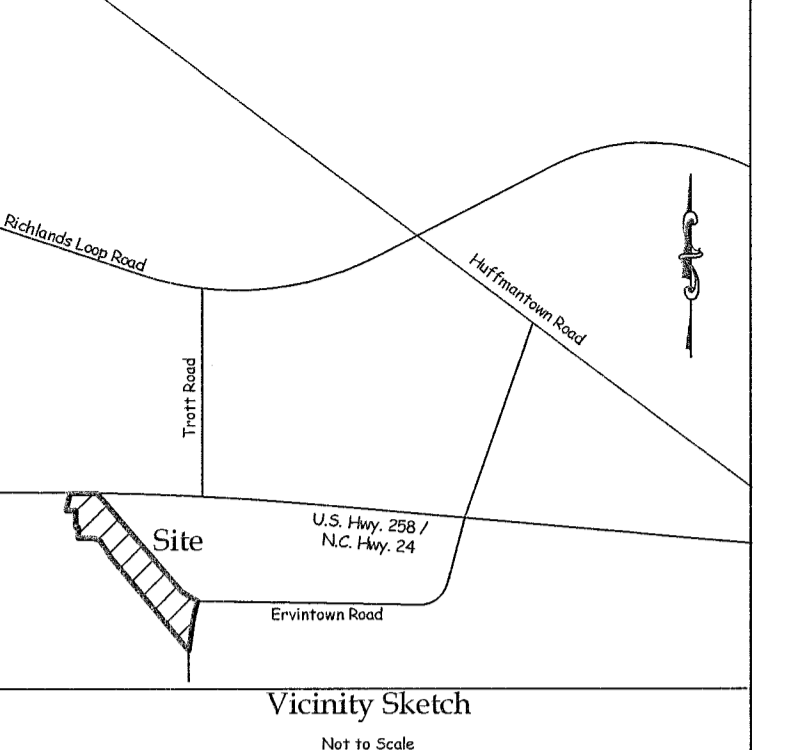 Richlands Loop Road
Huffmantown Road
Trott Road
U.S. Hwy. 258 /
N.C. Hwy. 24
Site
Ervintown Road
Vicinity Sketch
Not to Scale